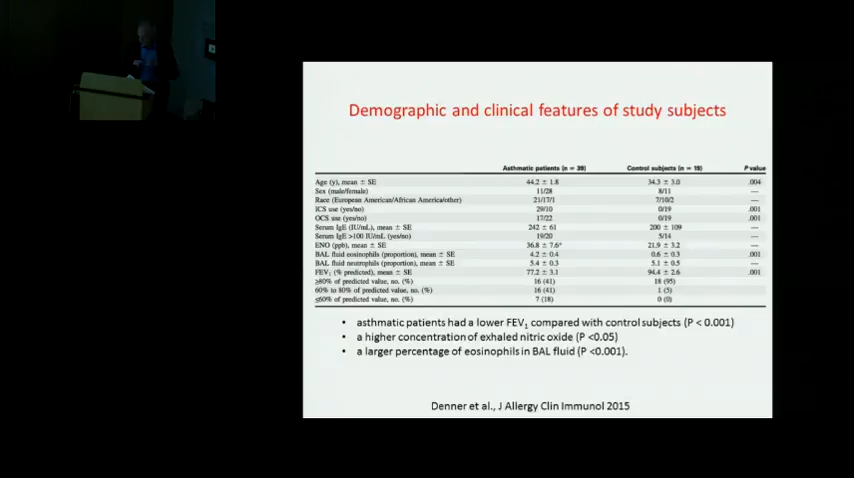 Demographic and clinical features of study subjects
Asthmatic patients (n = 39) Control subjects (n = 19) P value
Age (y), mean ± SE 44.2 ± 1.8 34.3 ± 3.0 .004
Sex (male/female) 11/28 8/11 —
Race (European American/African America/other) 21/17/1 7/10/2 —
ICS use (yes/no) 29/10 0/19 .001
OCS use (yes/no) 17/22 0/19 .001
Serum IgE (IU/mL), mean ± SE 242 ± 61 200 ± 109 —
Serum IgE >100 IU/mL (yes/no) 19/20 5/14 —
ENO (ppb), mean ± SE 36.8 ± 7.6* 21.9 ± 3.2 —
BAL fluid eosinophils (proportion), mean ± SE 4.2 ± 0.4 0.6 ± 0.3 .001
BAL fluid neutrophils (proportion), mean ± SE 5.4 ± 0.3 5.1 ± 0.5 —
FEV₁ (% predicted), mean ± SE 77.2 ± 3.1 94.4 ± 2.6 .001
≥80% of predicted value, no. (%) 16 (41) 18 (95)
60% to 80% of predicted value, no. (%) 16 (41) 1 (5)
≤60% of predicted value, no. (%) 7 (18) 0 (0)
• asthmatic patients had a lower FEV₁ compared with control subjects (P < 0.001)
• a higher concentration of exhaled nitric oxide (P <0.05)
• a larger percentage of eosinophils in BAL fluid (P <0.001).
Denner et al., J Allergy Clin Immunol 2015